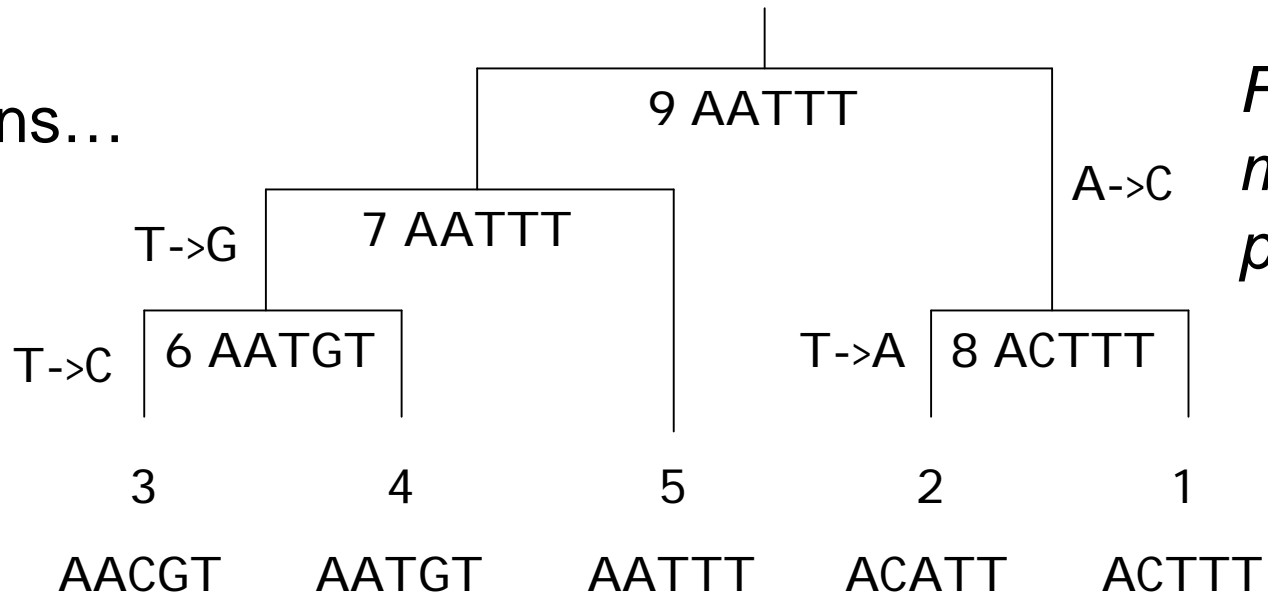 9 AATTT
ns…
A->C
7 AATTT
T->G
6 AATGT
T->C
T->A
8 ACTTT
3 4 5 2 1
AACGT AATGT AATTT ACATT ACTTT